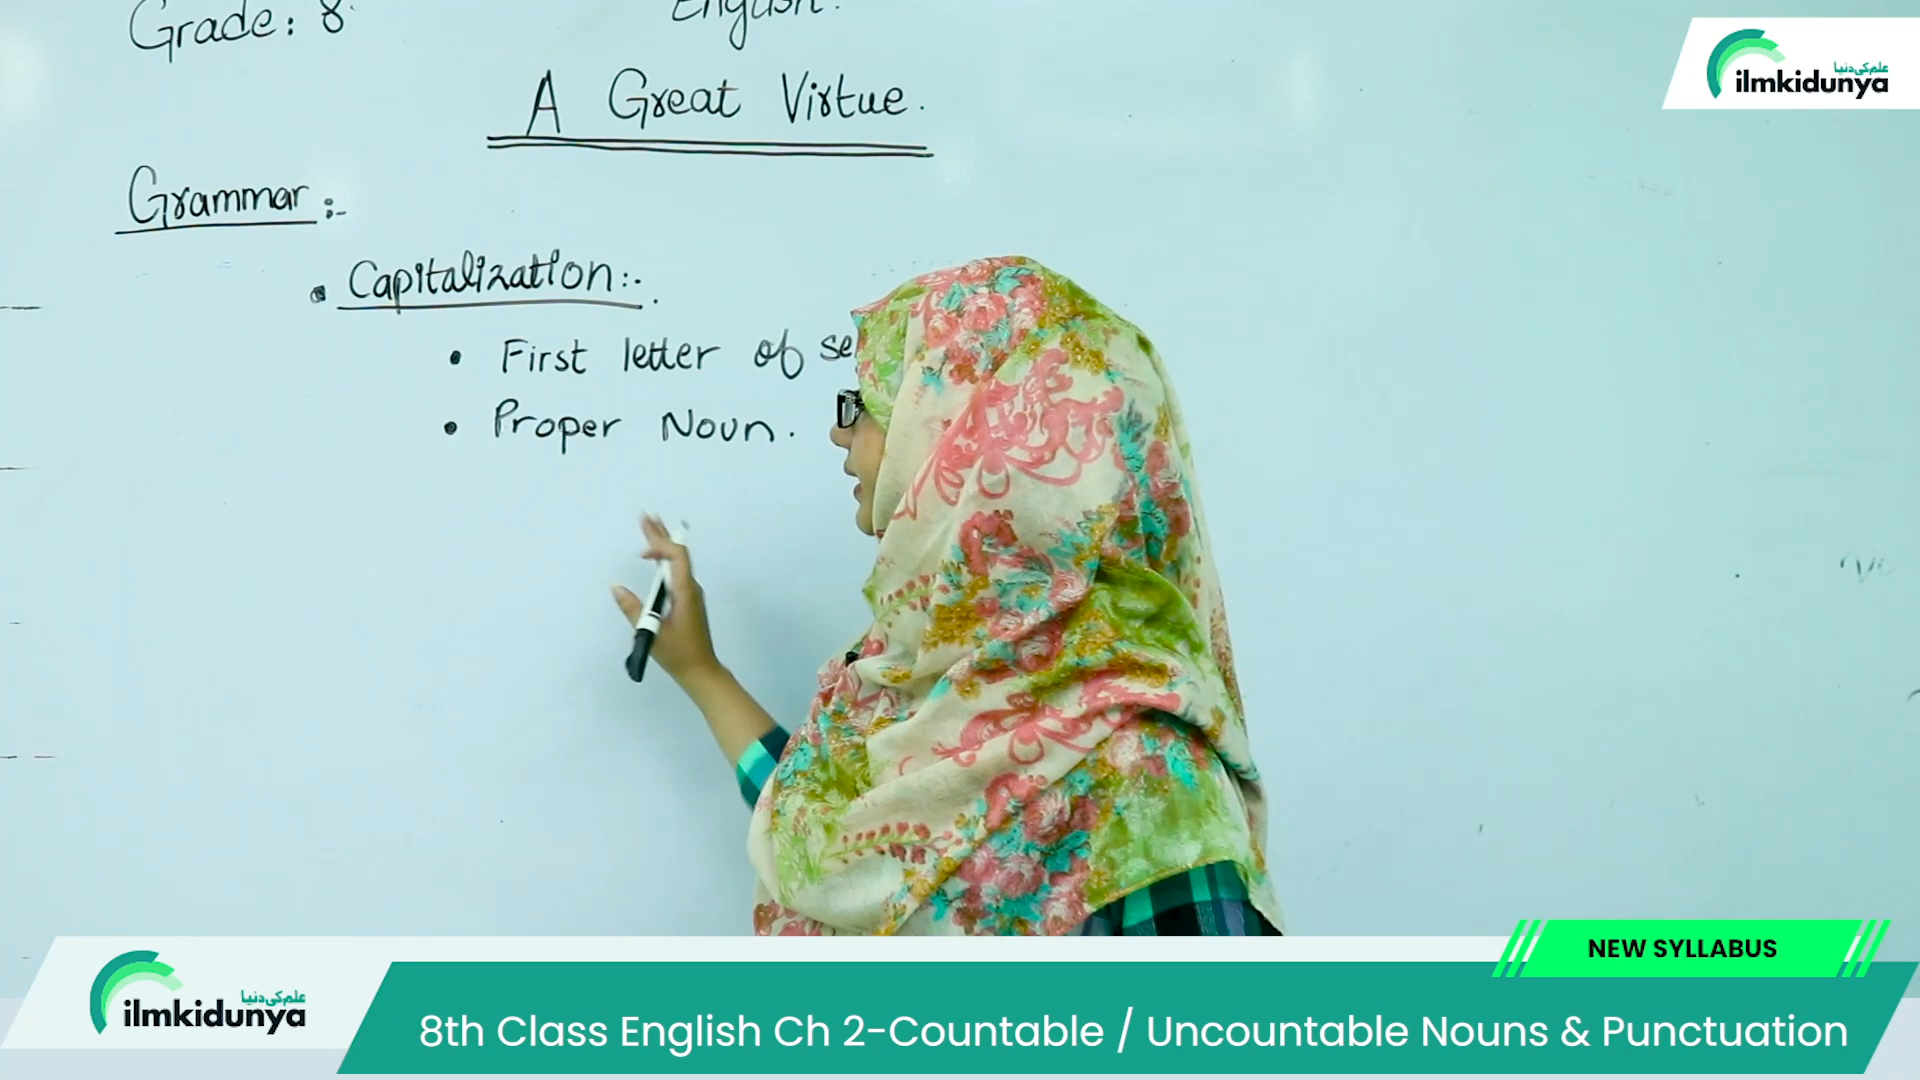 Grade: 8
English.
علم کی دنیا
ilmkidunya
A Great Virtue.
Grammar :-
• Capitalization:-
• First letter of se
• Proper Noun.
NEW SYLLABUS
علم کی دنیا
ilmkidunya
8th Class English Ch 2-Countable / Uncountable Nouns & Punctuation